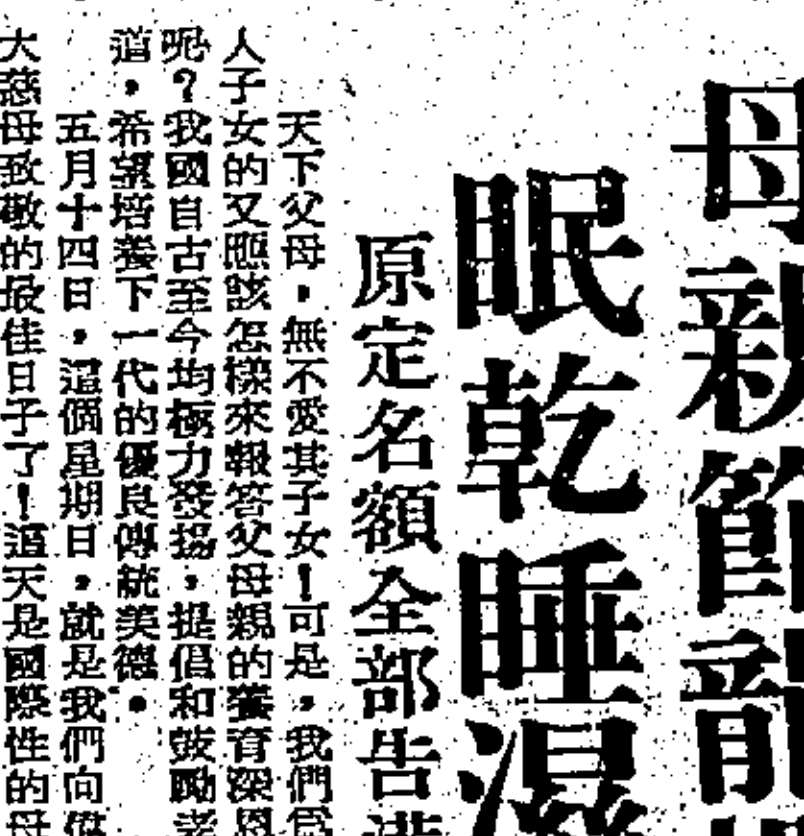 母親節龍
眠乾睡濕
原定名額全部告滿
天下父母，無不愛其子女！可是，我們爲
人子女的又應該怎樣來報答父母親的養育深恩
呢？我國自古至今均極力發揚，提倡和鼓勵孝
道，希望培養下一代的優良傳統美德。
五月十四日，這個星期日，就是我們向偉
大慈母致敬的最佳日子了！這天是國際性的母